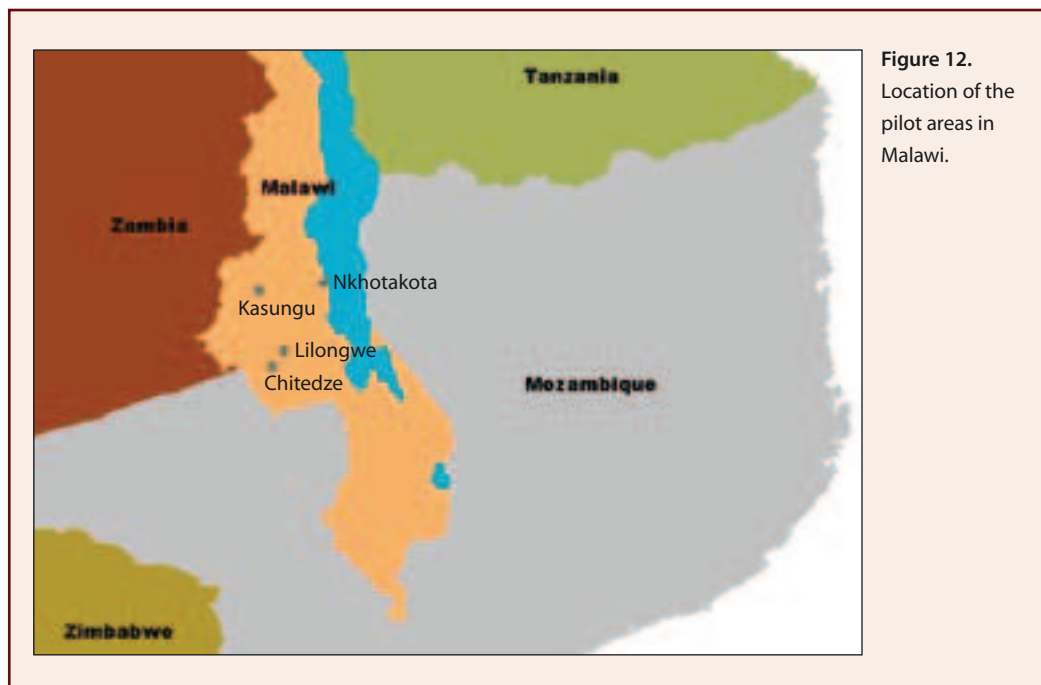 Tanzania
Malawi
Zambia
Nkhotakota
Kasungu
Lilongwe
Chitedze
Mozambique
Zimbabwe
Figure 12.
Location of the
pilot areas in
Malawi.